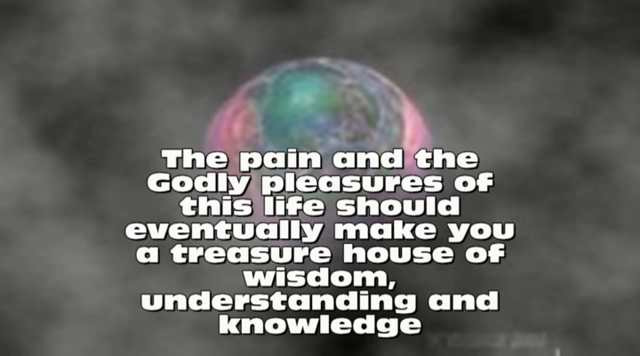 The pain and the
Godly pleasures of
this life should
eventually make you
a treasure house of
wisdom,
understanding and
knowledge